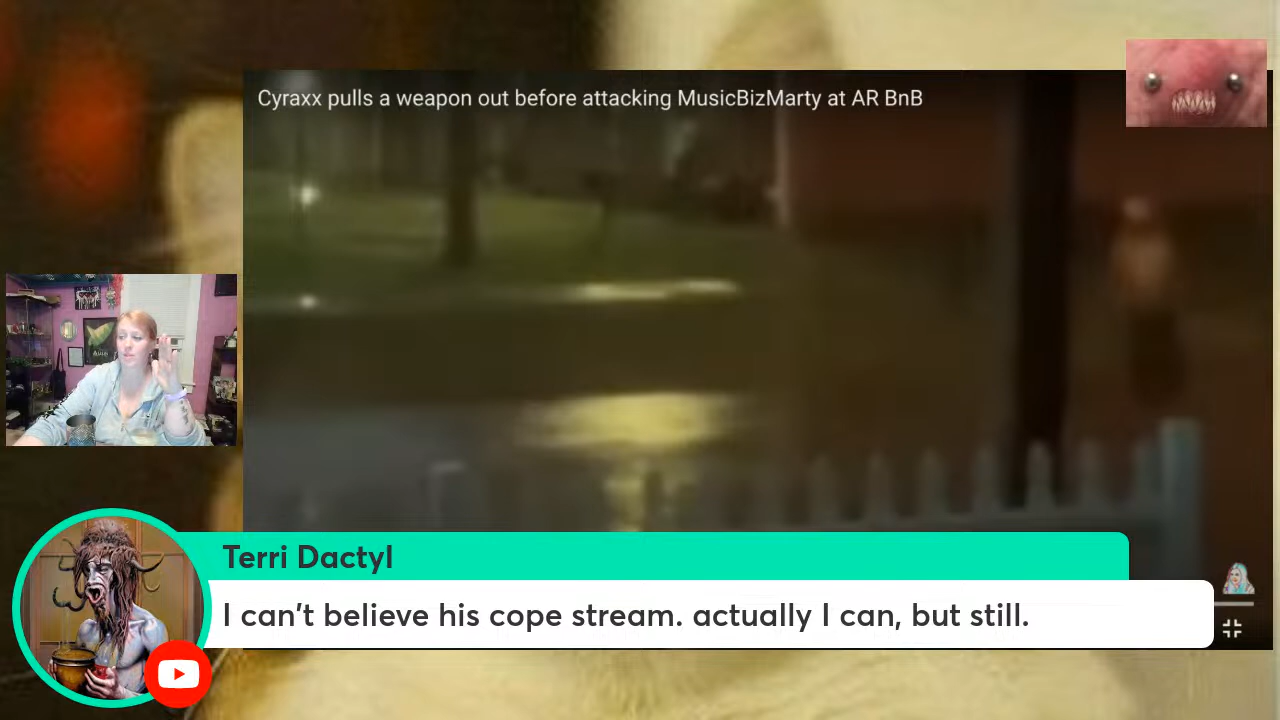 Cyraxx pulls a weapon out before attacking MusicBizMarty at AR BnB
Terri Dactyl
I can't believe his cope stream. actually I can, but still.